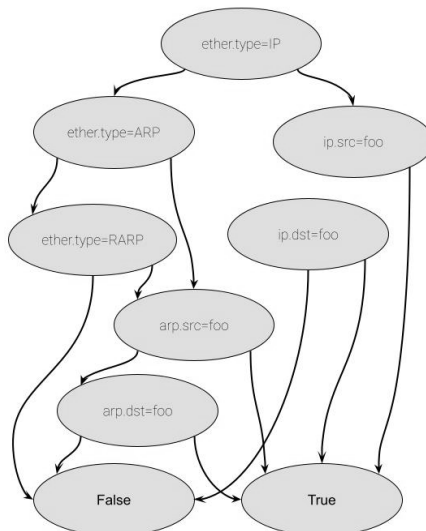 ether.type=IP
ether.type=ARP
ip.src=foo
ether.type=RARP
ip.dst=foo
arp.src=foo
arp.dst=foo
False
True